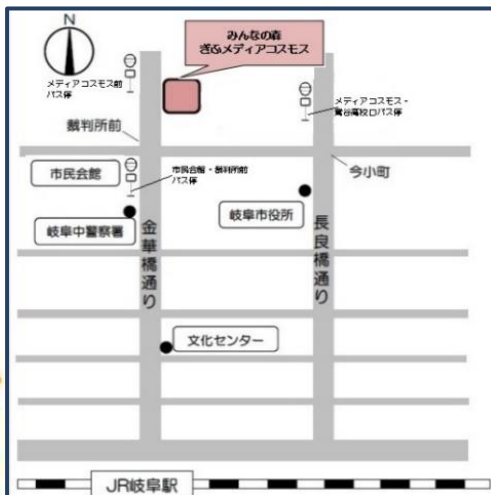 N
みんなの森
ぎふメディアコスモス
メディアコスモス前
バス停
メディアコスモス・
鶯谷高校口バス停
裁判所前
市民会館
市民会館・裁判所前
バス停
今小町
岐阜市役所
岐阜中警察署
金華橋通り
長良橋通り
文化センター
JR岐阜駅